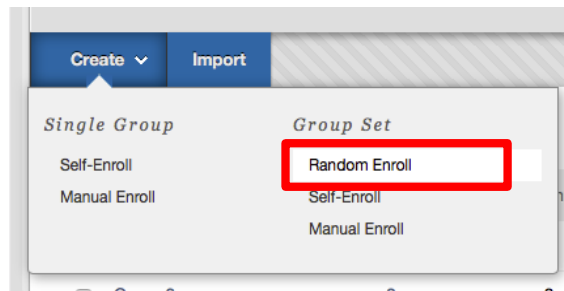 Create Import
Single Group
Self-Enroll
Manual Enroll
Group Set
Random Enroll
Self-Enroll
Manual Enroll